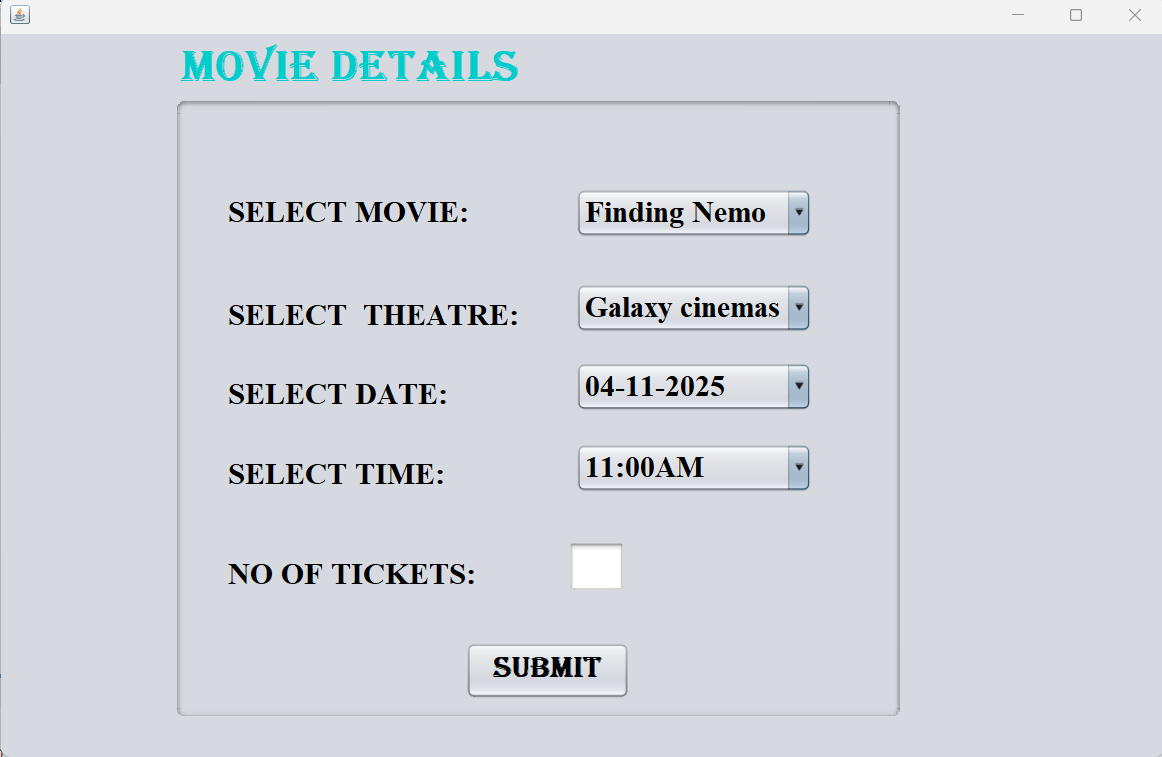 MOVIE DETAILS
SELECT MOVIE: Finding Nemo
SELECT THEATRE: Galaxy cinemas
SELECT DATE: 04-11-2025
SELECT TIME: 11:00AM
NO OF TICKETS:
SUBMIT